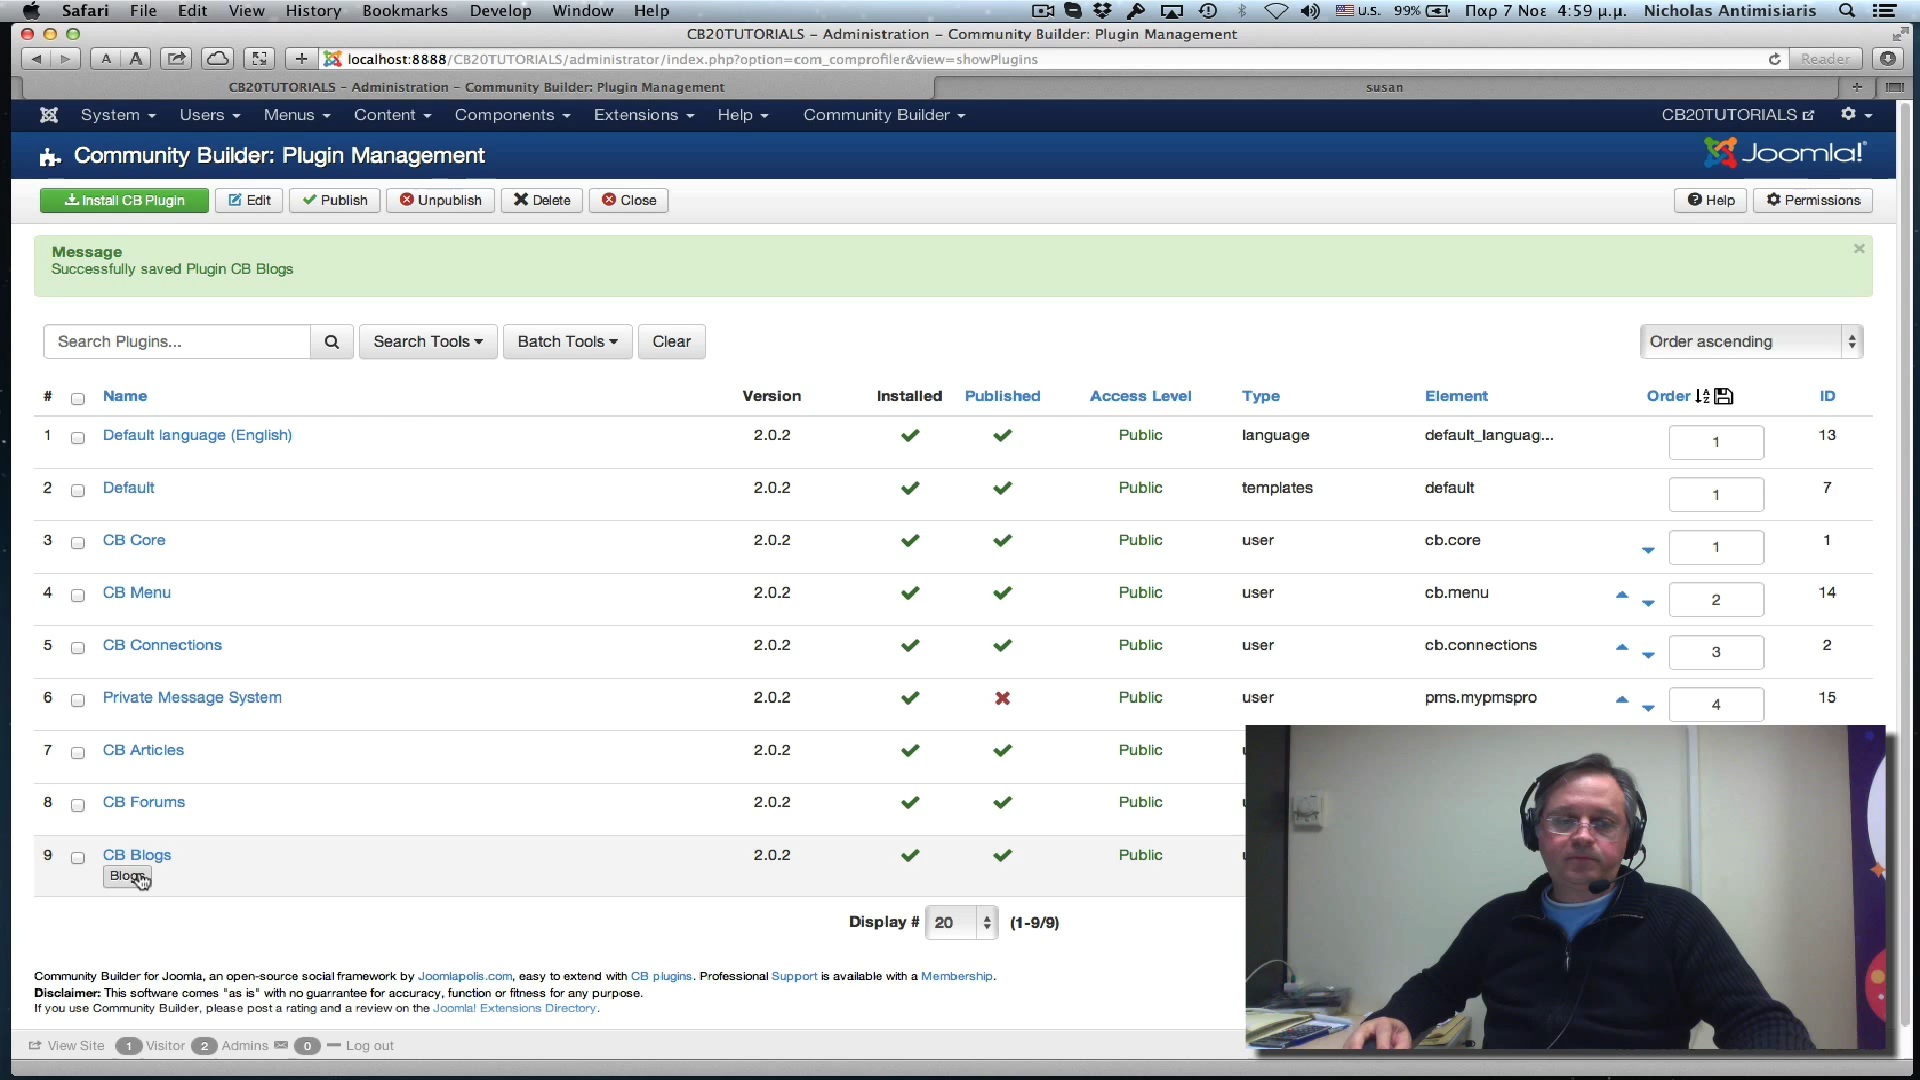 Safari File Edit View History Bookmarks Develop Window Help U.S. 99% Παρ 7 Νοε 4:59 μ.μ. Nicholas Antimisiaris
CB20TUTORIALS – Administration – Community Builder: Plugin Management
A A + localhost:8888/CB20TUTORIALS/administrator/index.php?option=com_comprofiler&view=showPlugins Reader
CB20TUTORIALS – Administration – Community Builder: Plugin Management susan +
System Users Menus Content Components Extensions Help Community Builder CB20TUTORIALS
Community Builder: Plugin Management Joomla!
Install CB Plugin Edit Publish Unpublish Delete Close Help Permissions
Message ×
Successfully saved Plugin CB Blogs
Search Plugins... Search Tools Batch Tools Clear Order ascending
# Name Version Installed Published Access Level Type Element Order ID
1 Default language (English) 2.0.2 Public language default_languag... 1 13
2 Default 2.0.2 Public templates default 1 7
3 CB Core 2.0.2 Public user cb.core 1 1
4 CB Menu 2.0.2 Public user cb.menu 2 14
5 CB Connections 2.0.2 Public user cb.connections 3 2
6 Private Message System 2.0.2 Public user pms.mypmspro 4 15
7 CB Articles 2.0.2 Public
8 CB Forums 2.0.2 Public
9 CB Blogs 2.0.2 Public
Blogs
Display # 20 (1-9/9)
Community Builder for Joomla, an open-source social framework by Joomlapolis.com, easy to extend with CB plugins. Professional Support is available with a Membership.
Disclaimer: This software comes "as is" with no guarrantee for accuracy, function or fitness for any purpose.
If you use Community Builder, please post a rating and a review on the Joomla! Extensions Directory.
View Site 1 Visitor 2 Admins 0 Log out